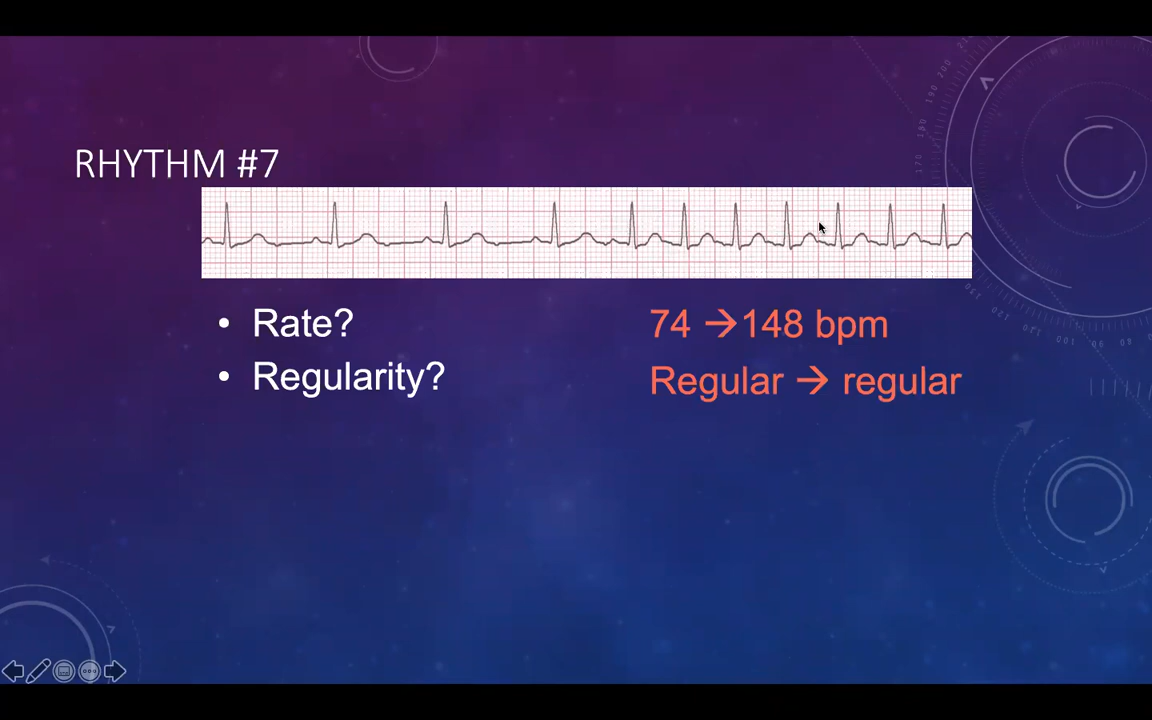 RHYTHM #7
• Rate?
74 →148 bpm
• Regularity?
Regular → regular